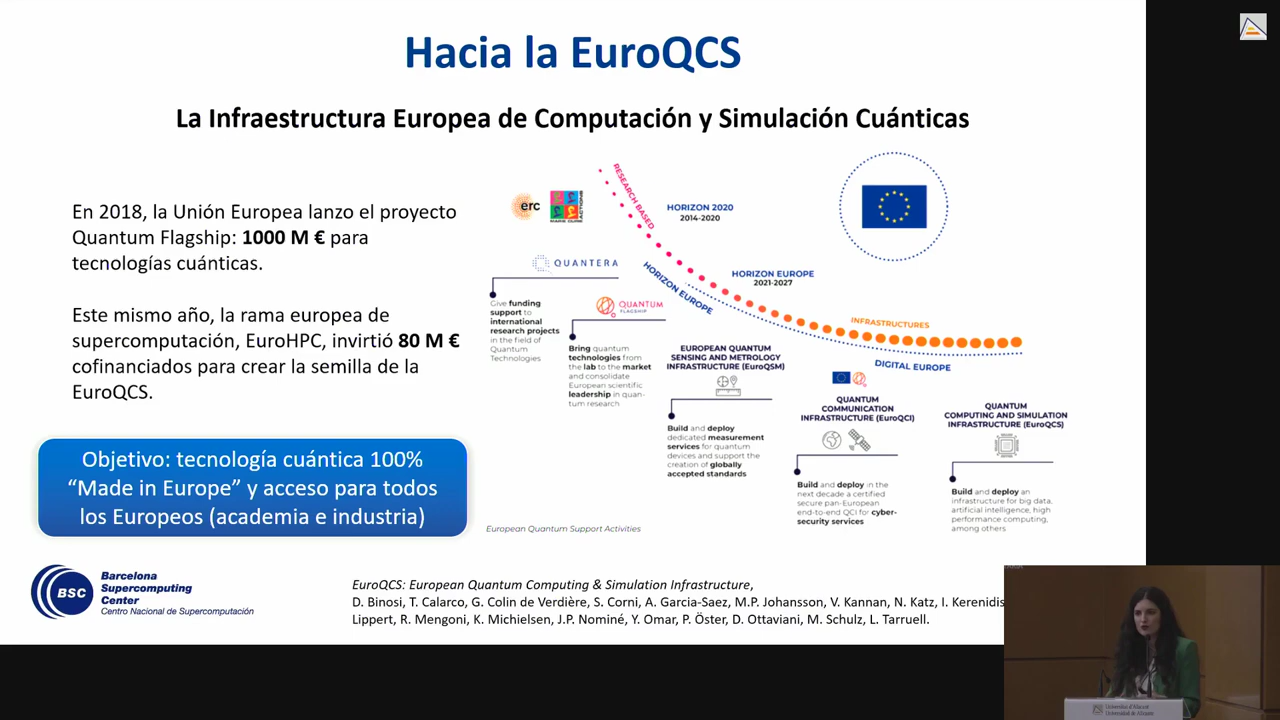 Hacia la EuroQCS
La Infraestructura Europea de Computación y Simulación Cuánticas
En 2018, la Unión Europea lanzo el proyecto
Quantum Flagship: 1000 M € para
tecnologías cuánticas.
Este mismo año, la rama europea de
supercomputación, EuroHPC, invirtió 80 M €
cofinanciados para crear la semilla de la
EuroQCS.
Objetivo: tecnología cuántica 100%
“Made in Europe” y acceso para todos
los Europeos (academia e industria)
erc
MARIE CURIE
ACTIONS
RESEARCH BASED
HORIZON 2020
2014-2020
QUANTERA
Give funding
support to
international
research projects
in the field of
Quantum
Technologies
HORIZON EUROPE
HORIZON EUROPE
2021-2027
QUANTUM
FLAGSHIP
Bring quantum
technologies from
the lab to the market
and consolidate
European scientific
leadership in quan-
tum research
INFRASTRUCTURES
DIGITAL EUROPE
EUROPEAN QUANTUM
SENSING AND METROLOGY
INFRASTRUCTURE (EuroQSM)
Build and deploy
dedicated measurement
services for quantum
devices and support the
creation of globally
accepted standards
QUANTUM
COMMUNICATION
INFRASTRUCTURE (EuroQCI)
Build and deploy in the
next decade a certified
secure pan-European
end-to-end QCI for cyber-
security services
QUANTUM
COMPUTING AND SIMULATION
INFRASTRUCTURE (EuroQCS)
Build and deploy an
infrastructure for big data,
artificial intelligence, high
performance computing,
among others
European Quantum Support Activities
BSC
Barcelona
Supercomputing
Center
Centro Nacional de Supercomputación
EuroQCS: European Quantum Computing & Simulation Infrastructure,
D. Binosi, T. Calarco, G. Colin de Verdière, S. Corni, A. Garcia-Saez, M.P. Johansson, V. Kannan, N. Katz, I. Kerenidis
Lippert, R. Mengoni, K. Michielsen, J.P. Nominé, Y. Omar, P. Öster, D. Ottaviani, M. Schulz, L. Tarruell.
Universitat d'Alacant
Universidad de Alicante